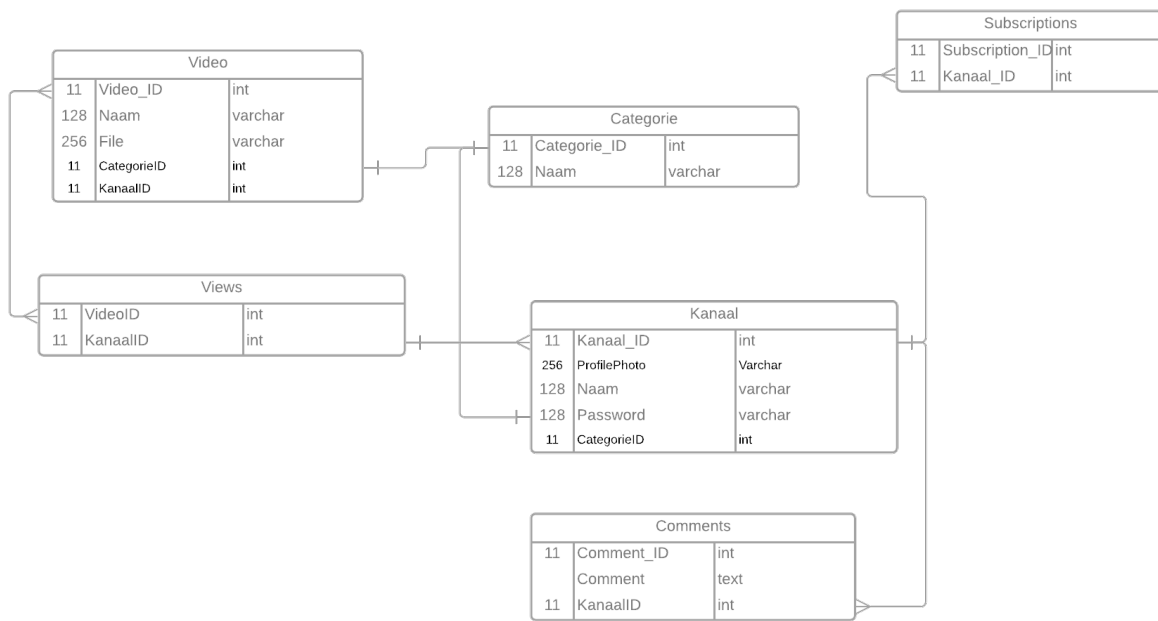 Subscriptions
11 Subscription_ID int
11 Kanaal_ID int
Video
11 Video_ID int
128 Naam varchar
256 File varchar
11 CategorieID int
11 KanaalID int
Categorie
11 Categorie_ID int
128 Naam varchar
Views
11 VideoID int
11 KanaalID int
Kanaal
11 Kanaal_ID int
256 ProfilePhoto Varchar
128 Naam varchar
128 Password varchar
11 CategorieID int
Comments
11 Comment_ID int
Comment text
11 KanaalID int